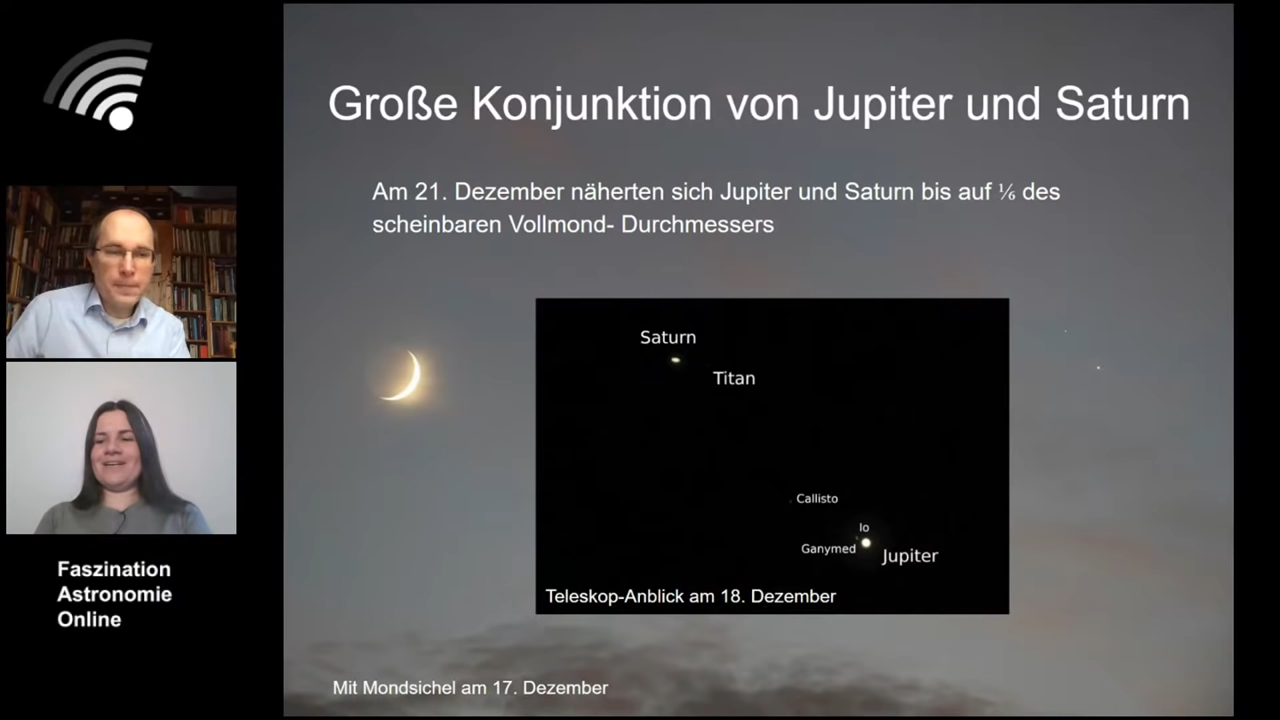 Große Konjunktion von Jupiter und Saturn
Am 21. Dezember näherten sich Jupiter und Saturn bis auf ⅙ des
scheinbaren Vollmond- Durchmessers
Saturn
Titan
Callisto
Io
Ganymed
Jupiter
Teleskop-Anblick am 18. Dezember
Mit Mondsichel am 17. Dezember
Faszination
Astronomie
Online